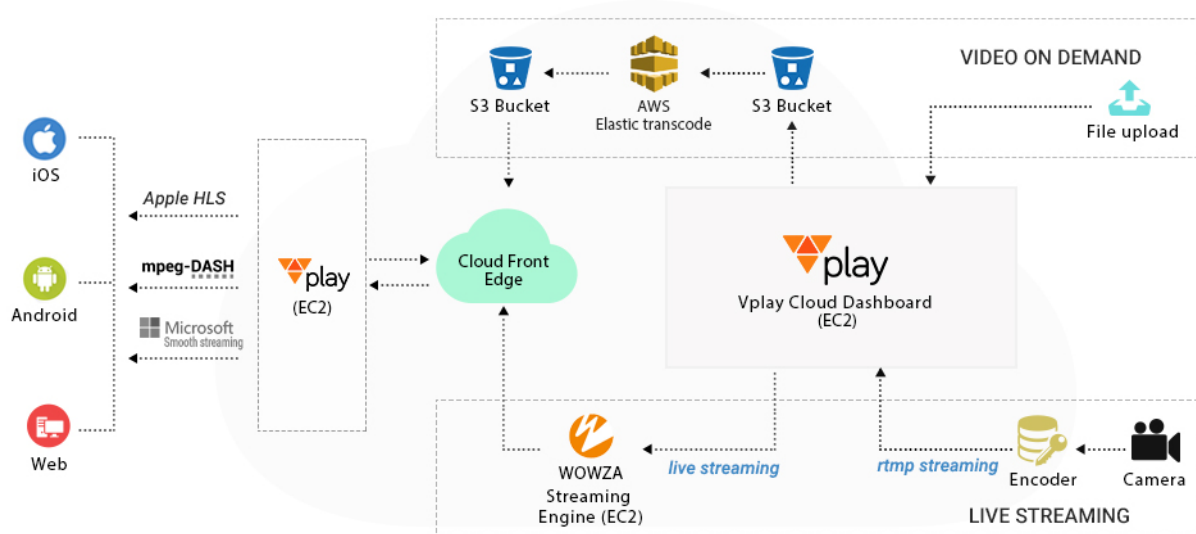 VIDEO ON DEMAND
S3 Bucket
AWS
Elastic transcode
S3 Bucket
File upload
iOS
Apple HLS
mpeg-DASH
Android
Microsoft
Smooth streaming
Web
play
(EC2)
Cloud Front
Edge
play
Vplay Cloud Dashboard
(EC2)
WOWZA
Streaming
Engine (EC2)
live streaming
rtmp streaming
Encoder
Camera
LIVE STREAMING